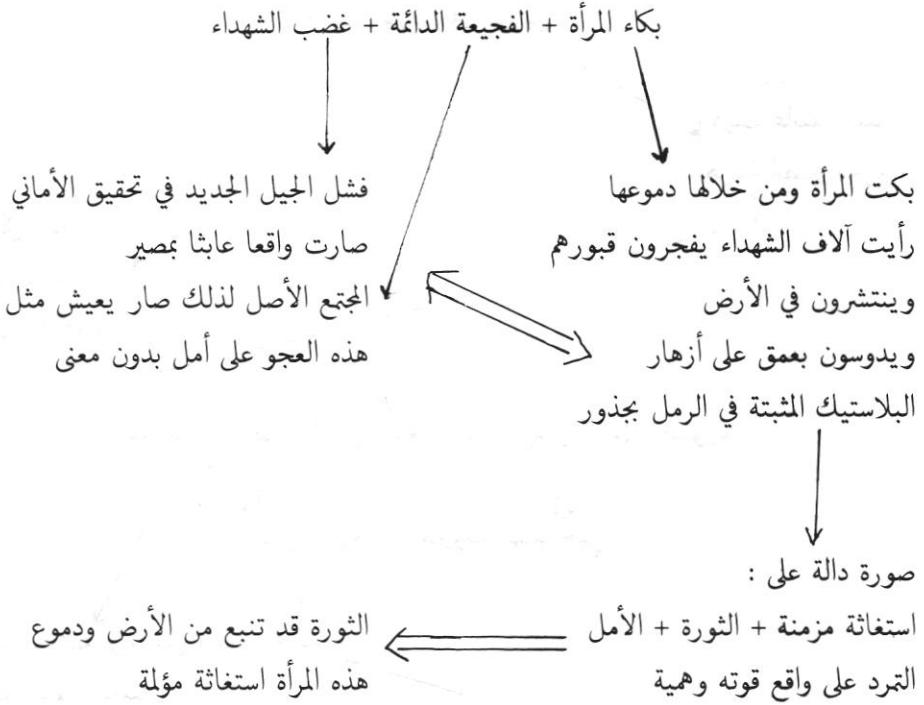 بكاء المرأة + الفجيعة الدائمة + غضب الشهداء
بكت المرأة ومن خلالها دموعها
رأيت آلاف الشهداء يفجرون قبورهم
وينتشرون في الأرض
ويدوسون بعمق على أزهار
البلاستيك المثبتة في الرمل بجذور
فشل الجيل الجديد في تحقيق الأماني
صارت واقعا عابثا بمصير
المجتمع الأصل لذلك صار يعيش مثل
هذه العجو على أمل بدون معنى
صورة دالة على :
استغاثة مزمنة + الثورة + الأمل
التمرد على واقع قوته وهمية
الثورة قد تنبع من الأرض ودموع
هذه المرأة استغاثة مؤلمة